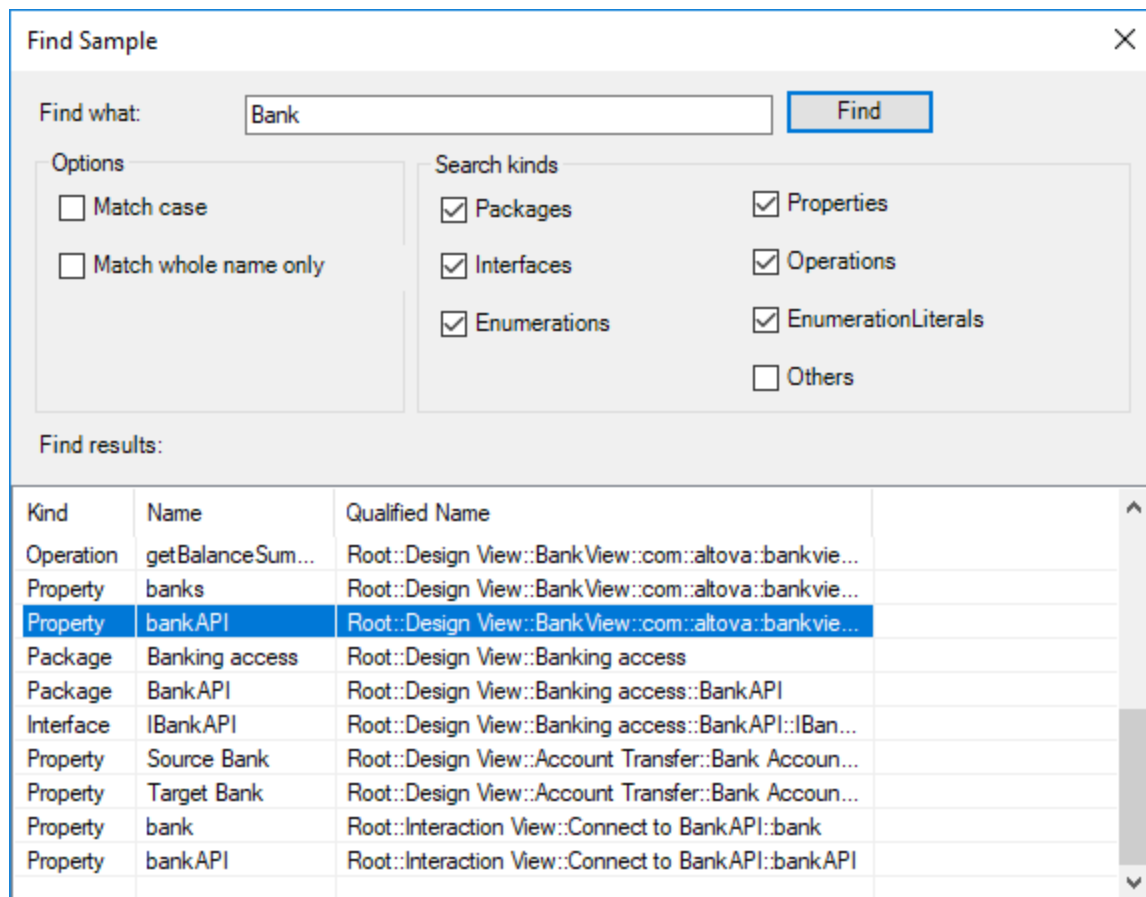 Find Sample
Find what: Bank Find
Options
Match case
Match whole name only
Search kinds
Packages Properties
Interfaces Operations
Enumerations EnumerationLiterals
Others
Find results:
Kind Name Qualified Name
Operation getBalanceSum... Root::Design View::BankView::com::altova::bankvie...
Property banks Root::Design View::BankView::com::altova::bankvie...
Property bankAPI Root::Design View::BankView::com::altova::bankvie...
Package Banking access Root::Design View::Banking access
Package BankAPI Root::Design View::Banking access::BankAPI
Interface IBankAPI Root::Design View::Banking access::BankAPI::IBan...
Property Source Bank Root::Design View::Account Transfer::Bank Accoun...
Property Target Bank Root::Design View::Account Transfer::Bank Accoun...
Property bank Root::Interaction View::Connect to BankAPI::bank
Property bankAPI Root::Interaction View::Connect to BankAPI::bankAPI